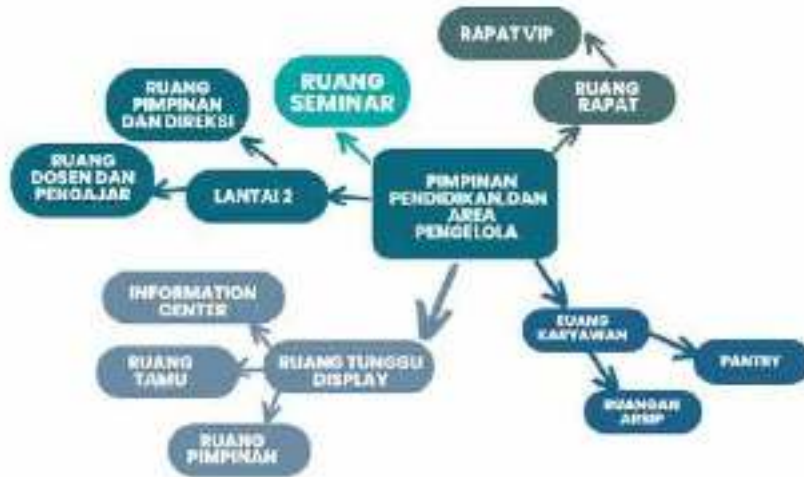 RAPAT VIP
RUANG
SEMINAR
RUANG
PIMPINAN
DAN DIREKSI
RUANG
RAPAT
RUANG
DOSEN DAN
PENGAJAR
LANTAI 2
PIMPINAN
PENDIDIKAN, DAN
AREA
PENGELOLA
INFORMATION
CENTER
RUANG
TAMU
RUANG TUNGGU
DISPLAY
RUANG
PIMPINAN
RUANG
KARYAWAN
PANTRY
RUANGAN
ARSIP